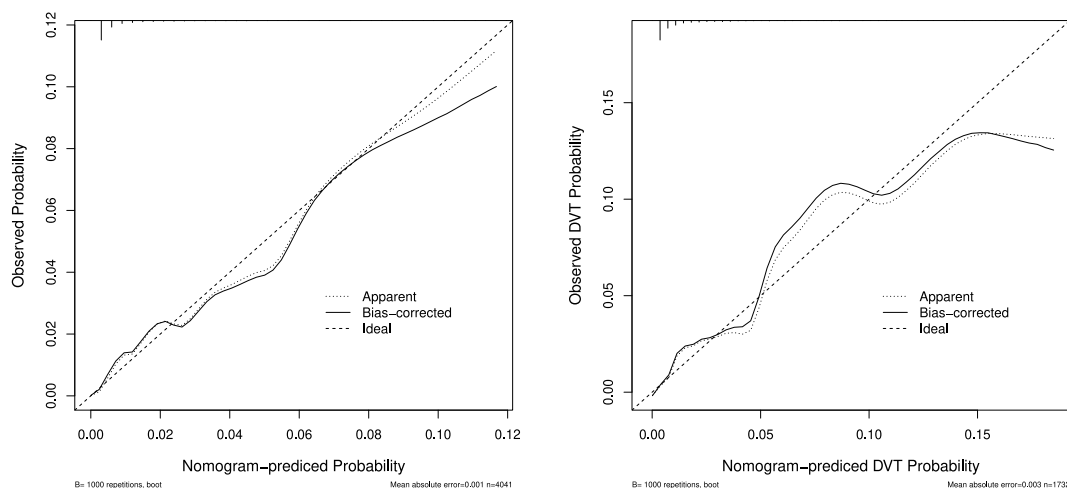 0.12
0.10
0.08
0.06
0.04
0.02
0.00
Observed Probability
Apparent
Bias-corrected
Ideal
0.00 0.02 0.04 0.06 0.08 0.10 0.12
Nomogram-prediced Probability
B= 1000 repetitions, boot Mean absolute error=0.001 n=4041
0.15
0.10
0.05
0.00
Observed DVT Probability
Apparent
Bias-corrected
Ideal
0.00 0.05 0.10 0.15
Nomogram-prediced DVT Probability
B= 1000 repetitions, boot Mean absolute error=0.003 n=1732